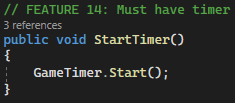 // FEATURE 14: Must have timer
3 references
public void StartTimer()
{
    GameTimer.Start();
}